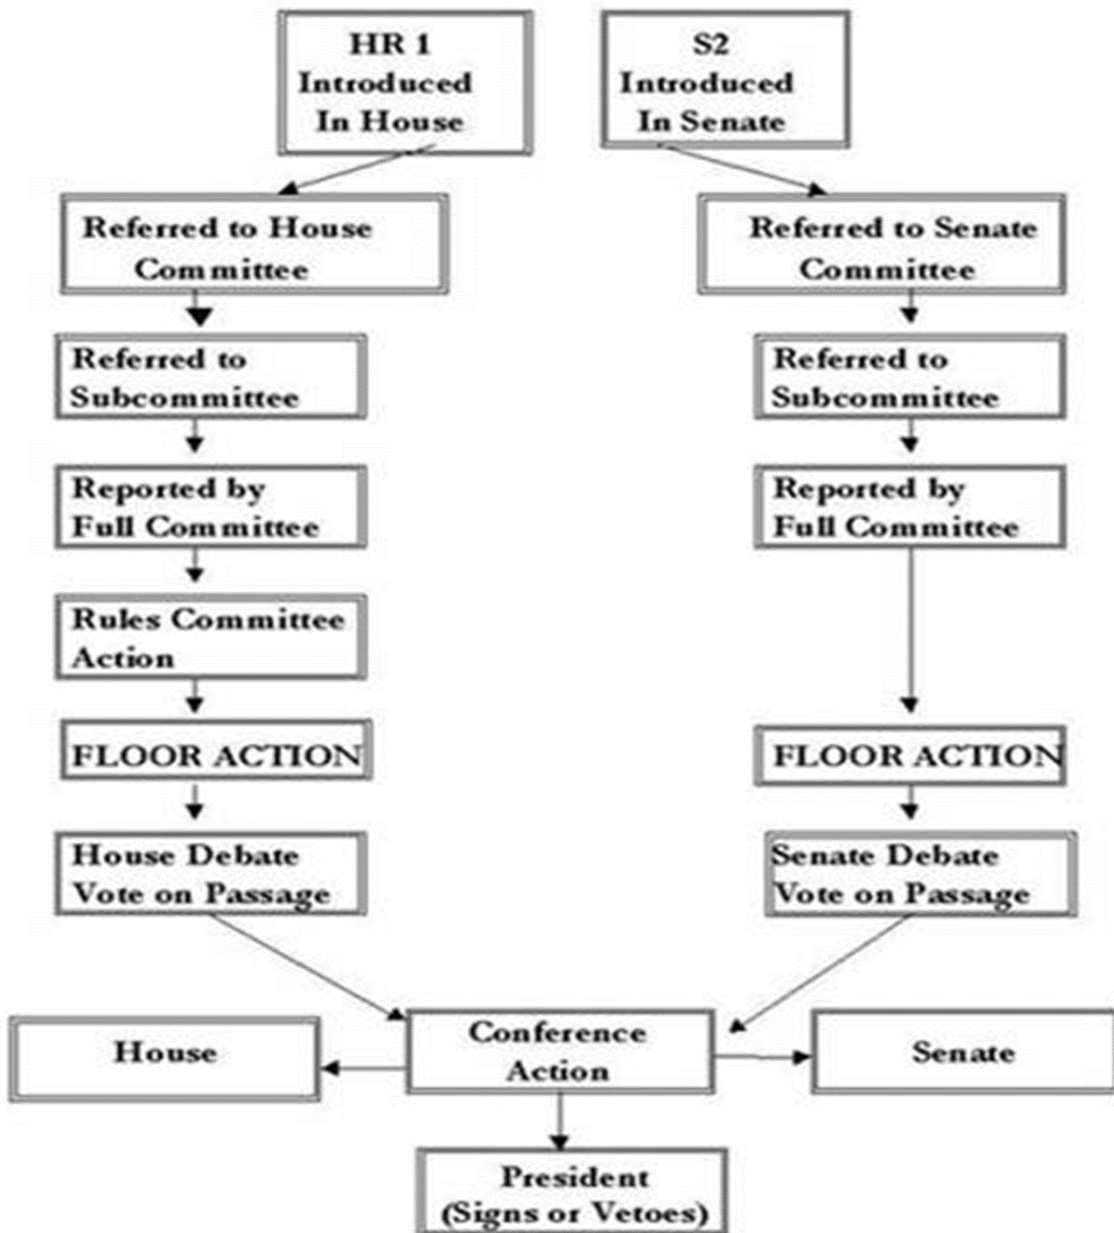 HR 1
Introduced
In House
S2
Introduced
In Senate
Referred to House
Committee
Referred to Senate
Committee
Referred to
Subcommittee
Referred to
Subcommittee
Reported by
Full Committee
Reported by
Full Committee
Rules Committee
Action
FLOOR ACTION
FLOOR ACTION
House Debate
Vote on Passage
Senate Debate
Vote on Passage
House
Conference
Action
Senate
President
(Signs or Vetoes)